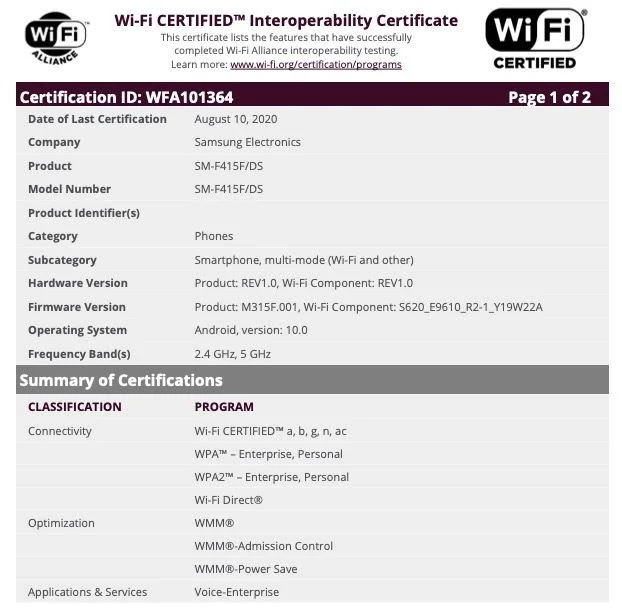 Wi Fi
ALLIANCE
Wi-Fi CERTIFIED™ Interoperability Certificate
This certificate lists the features that have successfully
completed Wi-Fi Alliance interoperability testing.
Learn more: www.wi-fi.org/certification/programs
Wi Fi®
CERTIFIED
Certification ID: WFA101364 Page 1 of 2
Date of Last Certification August 10, 2020
Company Samsung Electronics
Product SM-F415F/DS
Model Number SM-F415F/DS
Product Identifier(s)
Category Phones
Subcategory Smartphone, multi-mode (Wi-Fi and other)
Hardware Version Product: REV1.0, Wi-Fi Component: REV1.0
Firmware Version Product: M315F.001, Wi-Fi Component: S620_E9610_R2-1_Y19W22A
Operating System Android, version: 10.0
Frequency Band(s) 2.4 GHz, 5 GHz
Summary of Certifications
CLASSIFICATION PROGRAM
Connectivity Wi-Fi CERTIFIED™ a, b, g, n, ac
WPA™ – Enterprise, Personal
WPA2™ – Enterprise, Personal
Wi-Fi Direct®
Optimization WMM®
WMM®-Admission Control
WMM®-Power Save
Applications & Services Voice-Enterprise